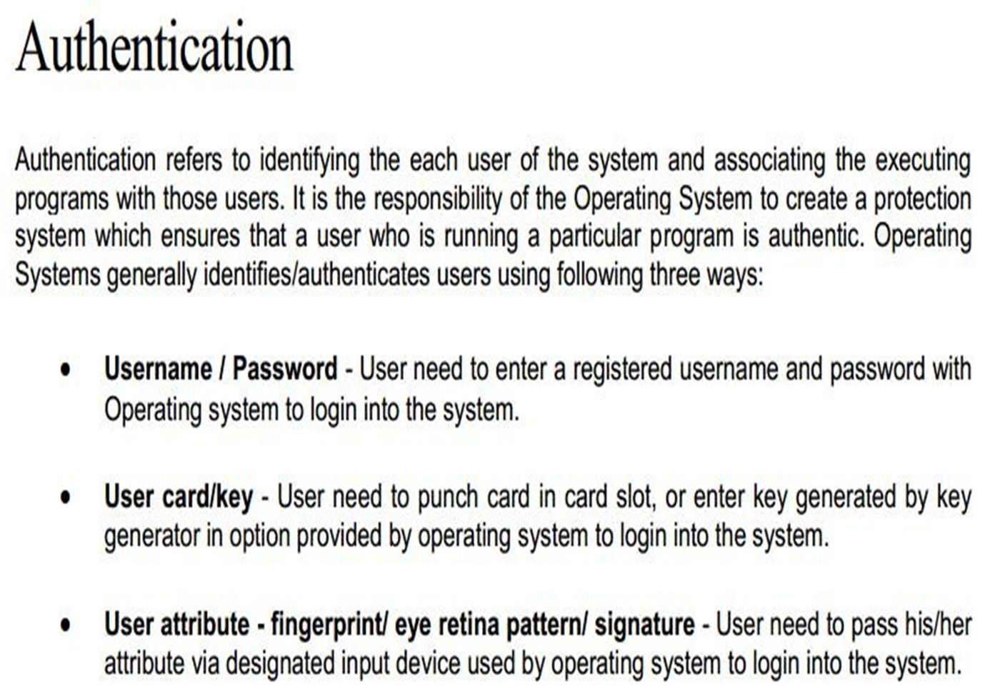 Authentication
Authentication refers to identifying the each user of the system and associating the executing
programs with those users. It is the responsibility of the Operating System to create a protection
system which ensures that a user who is running a particular program is authentic. Operating
Systems generally identifies/authenticates users using following three ways:
• Username / Password - User need to enter a registered username and password with
Operating system to login into the system.
• User card/key - User need to punch card in card slot, or enter key generated by key
generator in option provided by operating system to login into the system.
• User attribute - fingerprint/ eye retina pattern/ signature - User need to pass his/her
attribute via designated input device used by operating system to login into the system.